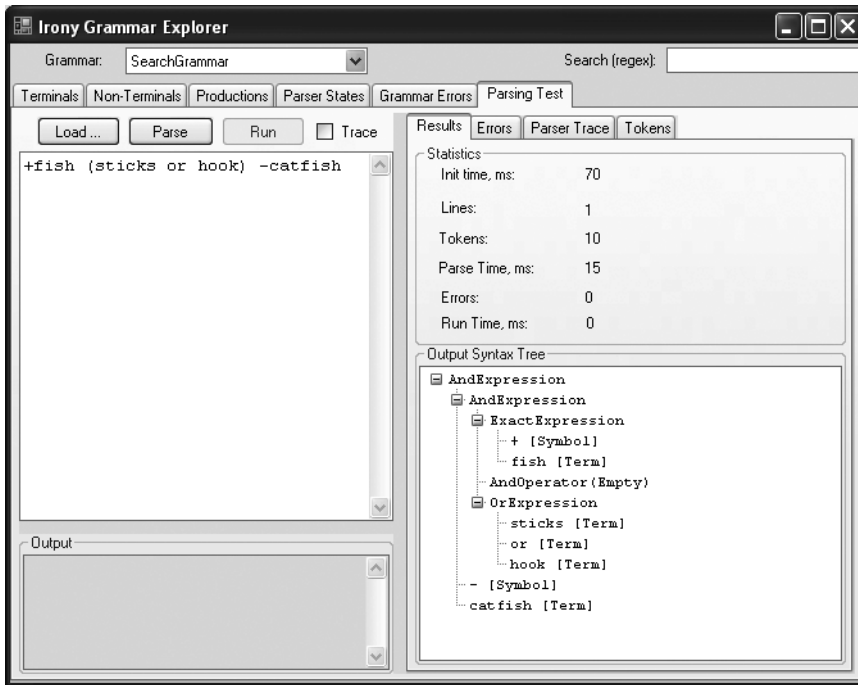 Irony Grammar Explorer
Grammar: SearchGrammar Search (regex):
Terminals Non-Terminals Productions Parser States Grammar Errors Parsing Test
Load ... Parse Run Trace
+fish (sticks or hook) -catfish
Output
Results Errors Parser Trace Tokens
Statistics
Init time, ms: 70
Lines: 1
Tokens: 10
Parse Time, ms: 15
Errors: 0
Run Time, ms: 0
Output Syntax Tree
AndExpression
AndExpression
ExactExpression
+ [Symbol]
fish [Term]
AndOperator(Empty)
OrExpression
sticks [Term]
or [Term]
hook [Term]
- [Symbol]
catfish [Term]